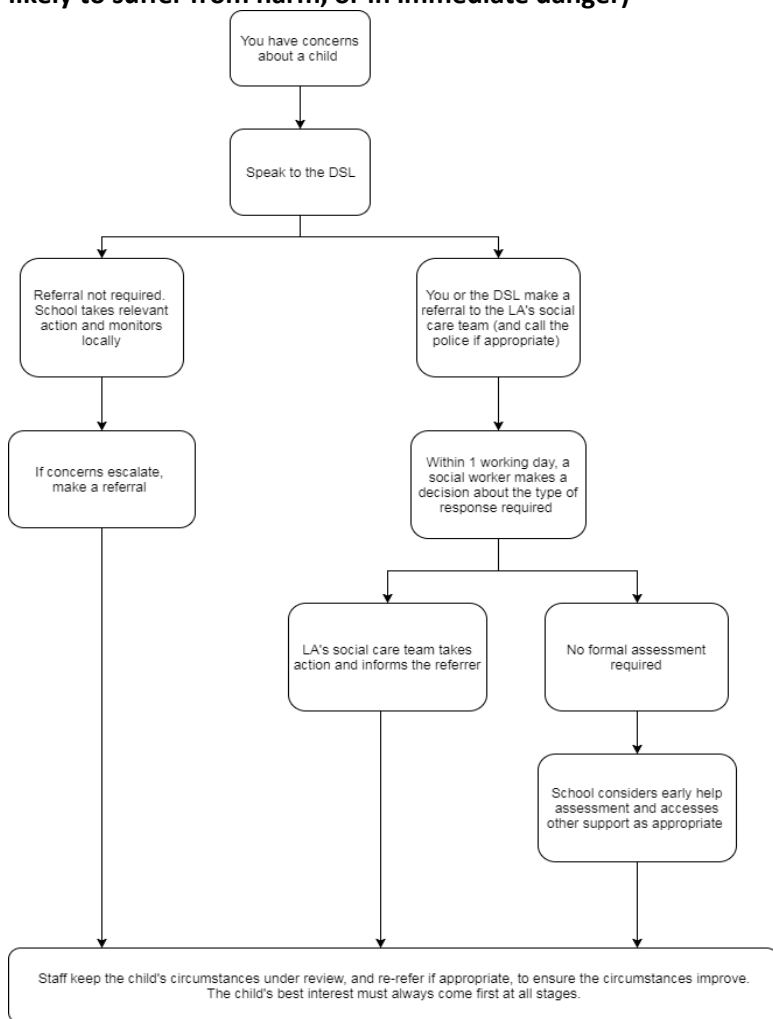 likely to suffer from harm, or in immediate danger)
You have concerns
about a child
Speak to the DSL
Referral not required.
School takes relevant
action and monitors
locally
You or the DSL make a
referral to the LA's social
care team (and call the
police if appropriate)
If concerns escalate,
make a referral
Within 1 working day, a
social worker makes a
decision about the type of
response required
LA's social care team takes
action and informs the referrer
No formal assessment
required
School considers early help
assessment and accesses
other support as appropriate
Staff keep the child's circumstances under review, and re-refer if appropriate, to ensure the circumstances improve.
The child's best interest must always come first at all stages.